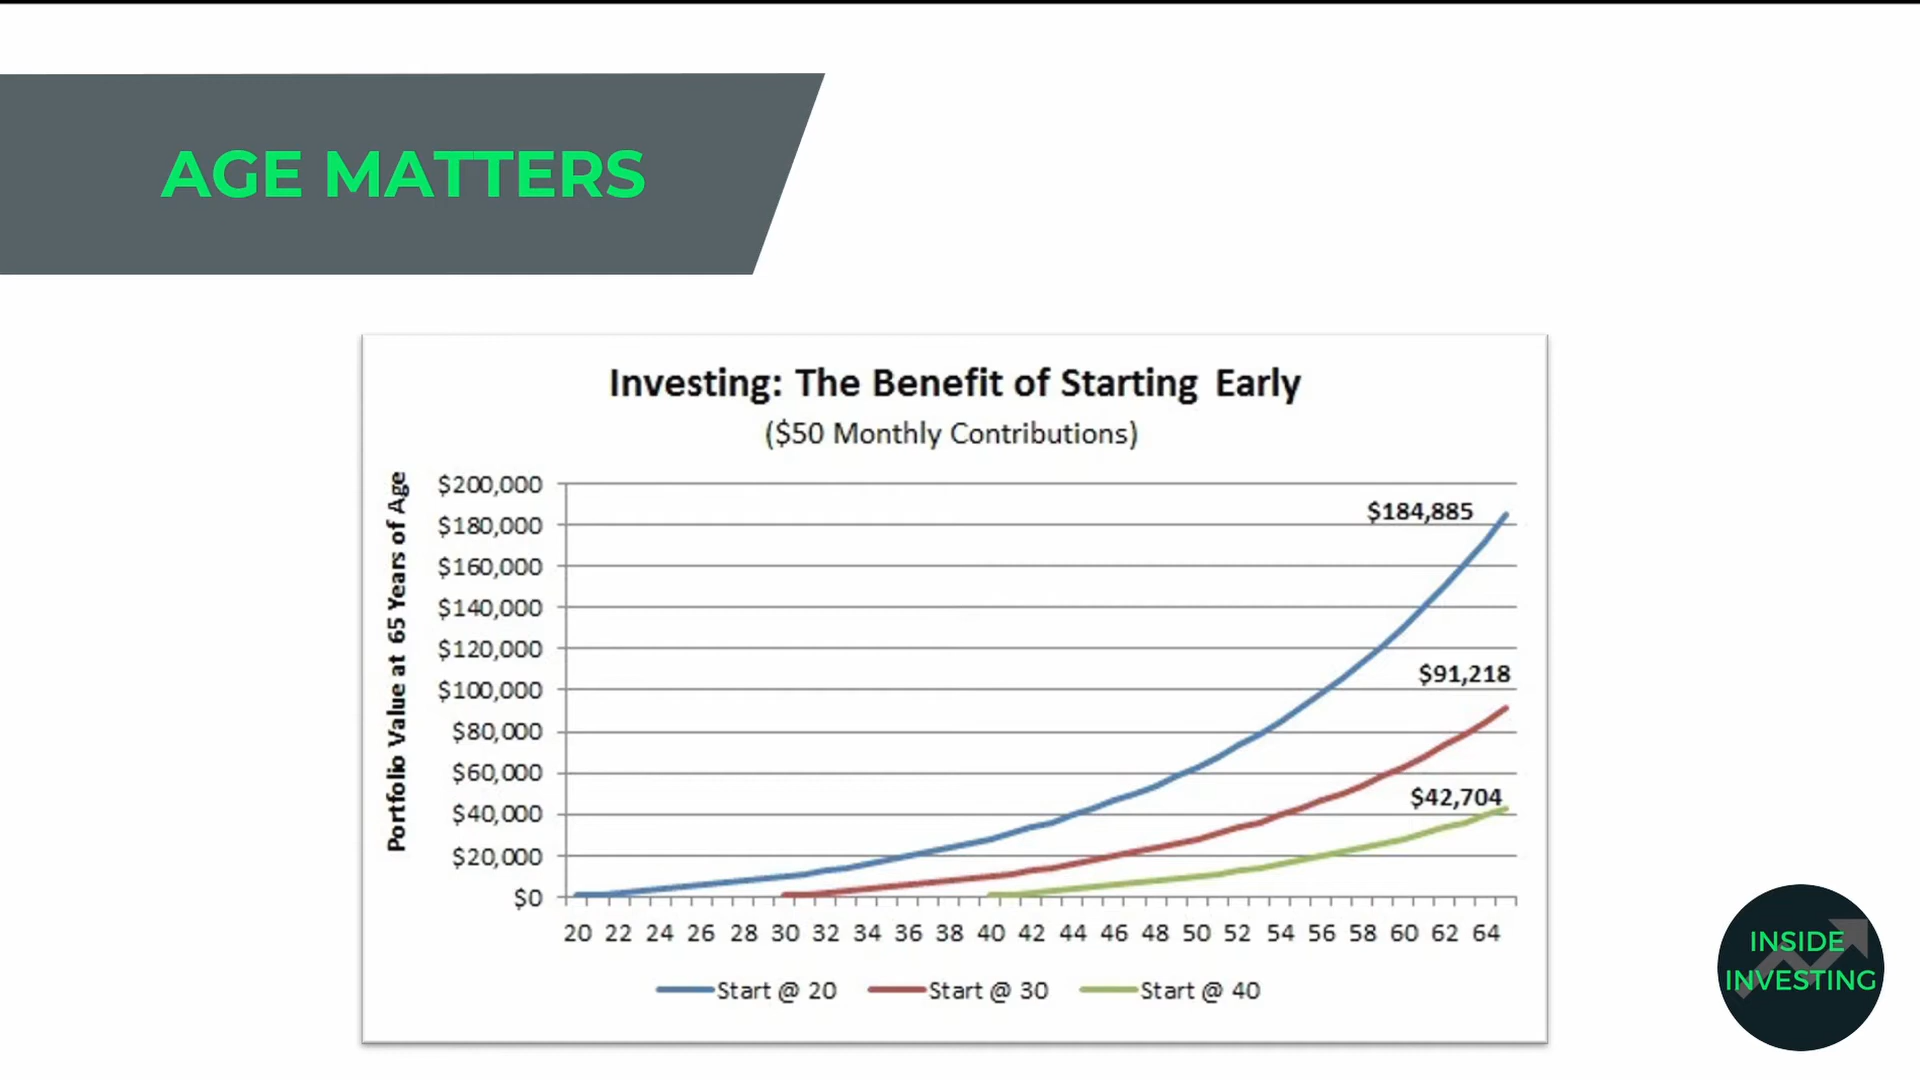 AGE MATTERS
Investing: The Benefit of Starting Early
($50 Monthly Contributions)
Portfolio Value at 65 Years of Age
$200,000
$180,000
$160,000
$140,000
$120,000
$100,000
$80,000
$60,000
$40,000
$20,000
$0
$184,885
$91,218
$42,704
20 22 24 26 28 30 32 34 36 38 40 42 44 46 48 50 52 54 56 58 60 62 64
Start @ 20 Start @ 30 Start @ 40
INSIDE
INVESTING